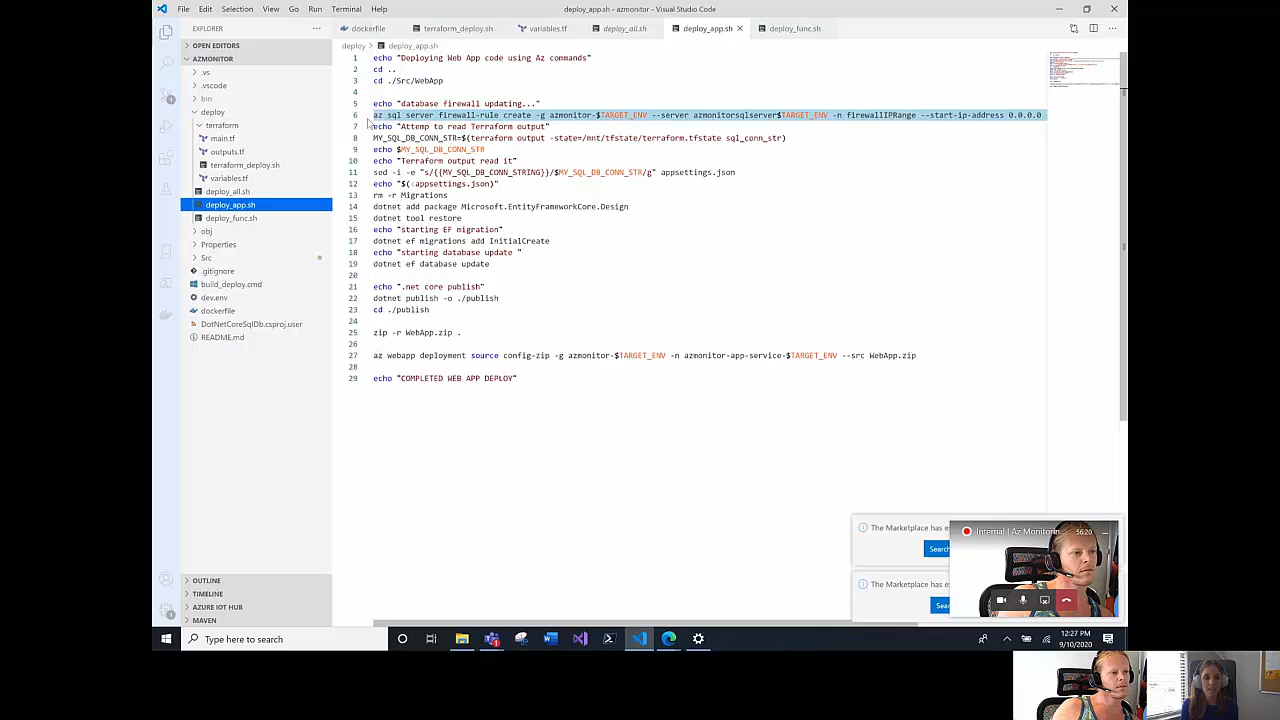 File Edit Selection View Go Run Terminal Help
deploy_app.sh - azmonitor - Visual Studio Code
EXPLORER
dockerfile
terraform_deploy.sh
variables.tf
deploy_all.sh
deploy_app.sh
deploy_func.sh
OPEN EDITORS
AZMONITOR
.vs
.vscode
bin
deploy
terraform
main.tf
outputs.tf
terraform_deploy.sh
variables.tf
deploy_all.sh
deploy_app.sh
deploy_func.sh
obj
Properties
Src
.gitignore
build_deploy.cmd
dev.env
dockerfile
DotNetCoreSqlDb.csproj.user
README.md
OUTLINE
TIMELINE
AZURE IOT HUB
MAVEN
deploy > deploy_app.sh
echo "Deploying Web App code using Az commands"
2 cd ..
3 cd ./Src/WebApp
4
5 echo "database firewall updating..."
6 az sql server firewall-rule create -g azmonitor-$TARGET_ENV --server azmonitorsqlserver$TARGET_ENV -n firewallIPRange --start-ip-address 0.0.0.0
7 echo "Attemp to read Terraform output"
8 MY_SQL_DB_CONN_STR=$(terraform output -state=/mnt/tfstate/terraform.tfstate sql_conn_str)
9 echo $MY_SQL_DB_CONN_STR
10 echo "Terraform output read it"
11 sed -i -e "s/{{MY_SQL_DB_CONN_STRING}}/$MY_SQL_DB_CONN_STR/g" appsettings.json
12 echo "$(<appsettings.json)"
13 rm -r Migrations
14 dotnet add package Microsoft.EntityFrameworkCore.Design
15 dotnet tool restore
16 echo "starting EF migration"
17 dotnet ef migrations add InitialCreate
18 echo "starting database update "
19 dotnet ef database update
20
21 echo ".net core publish"
22 dotnet publish -o ./publish
23 cd ./publish
24
25 zip -r WebApp.zip .
26
27 az webapp deployment source config-zip -g azmonitor-$TARGET_ENV -n azmonitor-app-service-$TARGET_ENV --src WebApp.zip
28
29 echo "COMPLETED WEB APP DEPLOY"
The Marketplace has
Search
The Marketplace has
Internal | Az Monitorin 56:20
Type here to search
12:27 PM
9/10/2020